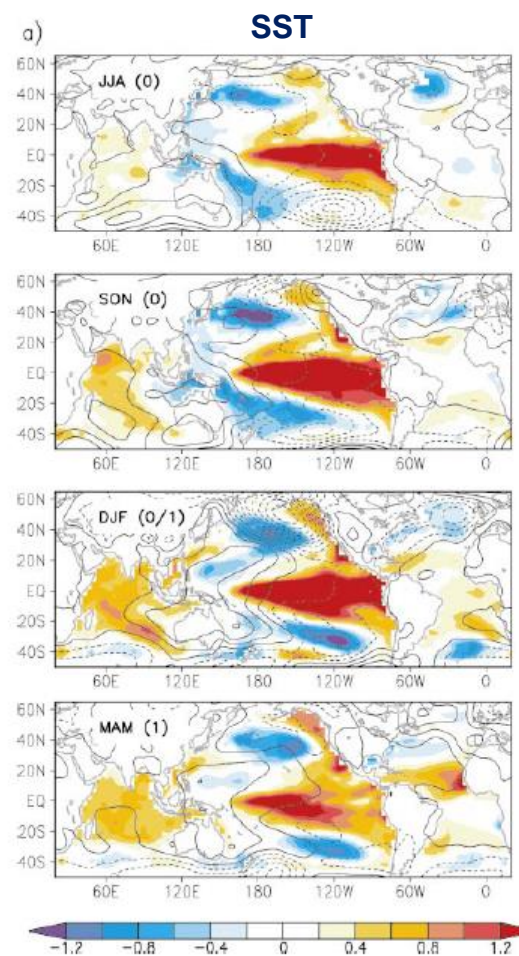 SST
a)
60N
40N
20N
EQ
20S
40S
JJA (0)
60E 120E 180 120W 60W 0
60N
40N
20N
EQ
20S
40S
SON (0)
60E 120E 180 120W 60W 0
60N
40N
20N
EQ
20S
40S
DJF (0/1)
60E 120E 180 120W 60W 0
60N
40N
20N
EQ
20S
40S
MAM (1)
60E 120E 180 120W 60W 0
-1.2 -0.8 -0.4 0 0.4 0.8 1.2